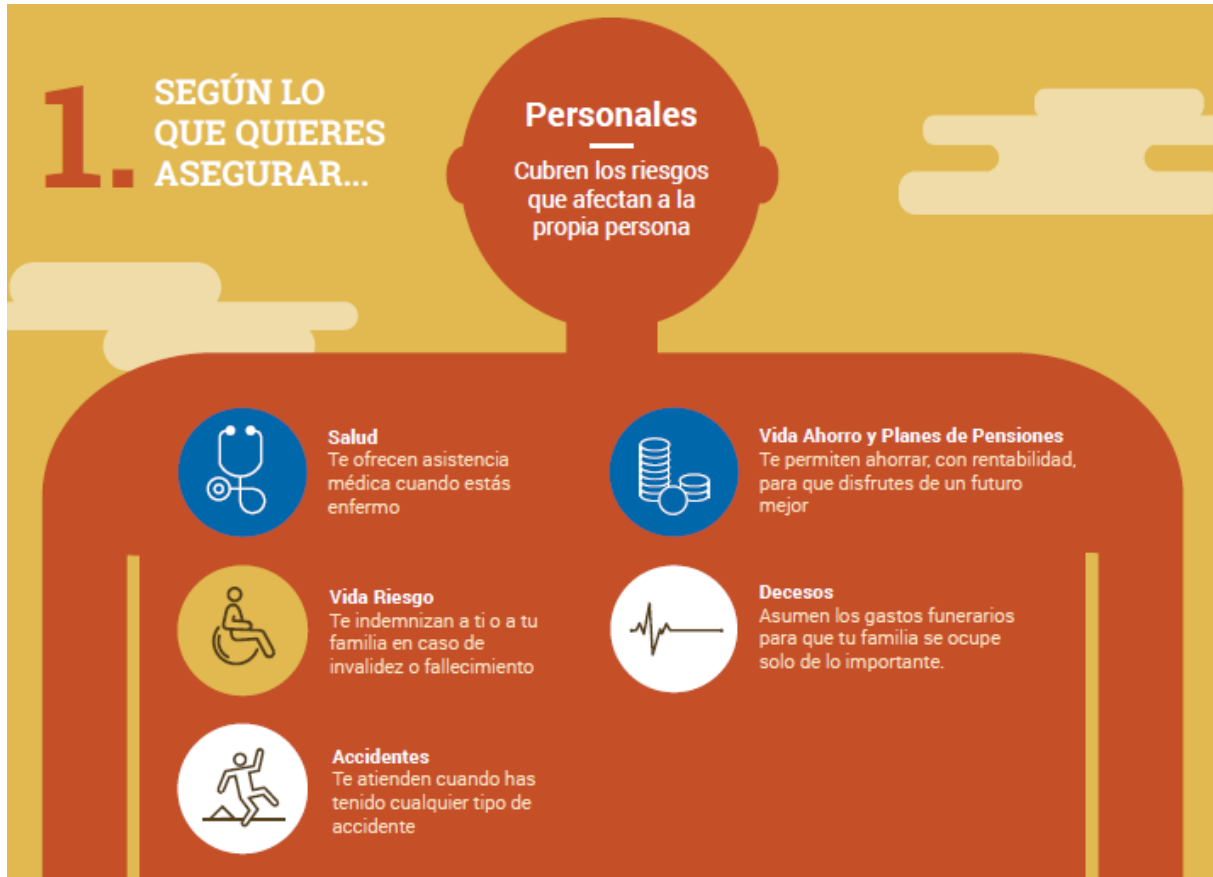 1.
SEGÚN LO
QUE QUIERES
ASEGURAR...
Personales
Cubren los riesgos
que afectan a la
propia persona
Salud
Te ofrecen asistencia
médica cuando estás
enfermo
Vida Ahorro y Planes de Pensiones
Te permiten ahorrar, con rentabilidad,
para que disfrutes de un futuro
mejor
Vida Riesgo
Te indemnizan a ti o a tu
familia en caso de
invalidez o fallecimiento
Decesos
Asumen los gastos funerarios
para que tu familia se ocupe
solo de lo importante.
Accidentes
Te atienden cuando has
tenido cualquier tipo de
accidente